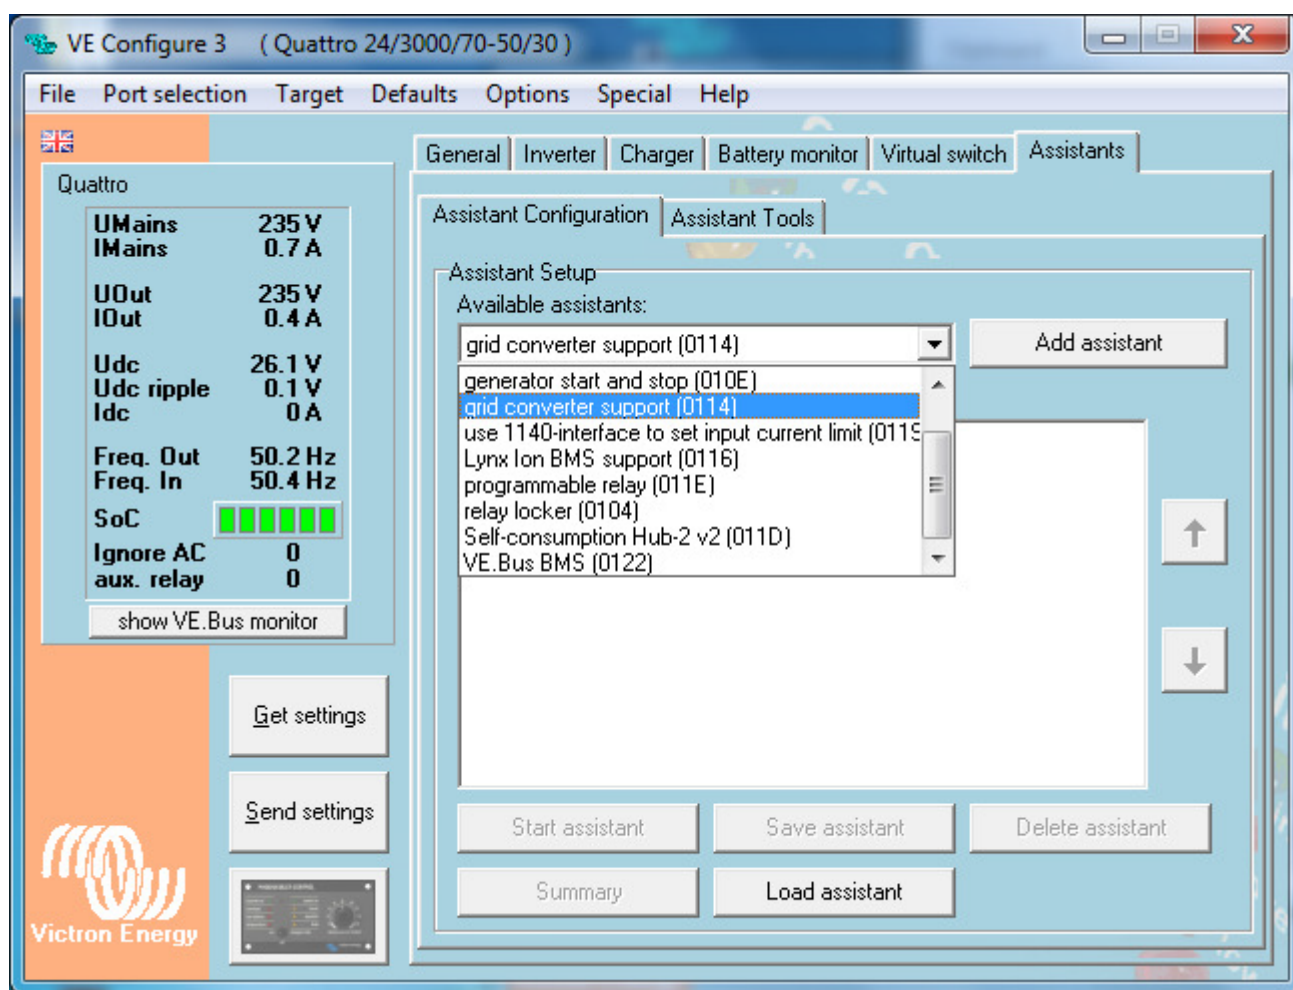 VE Configure 3 ( Quattro 24/3000/70-50/30 )
File Port selection Target Defaults Options Special Help
General Inverter Charger Battery monitor Virtual switch Assistants
Quattro
UMains 235 V
IMains 0.7 A
UOut 235 V
IOut 0.4 A
Udc 26.1 V
Udc ripple 0.1 V
Idc 0 A
Freq. Out 50.2 Hz
Freq. In 50.4 Hz
SoC
Ignore AC 0
aux. relay 0
show VE.Bus monitor
Get settings
Send settings
Victron Energy
Assistant Configuration Assistant Tools
Assistant Setup
Available assistants:
grid converter support (0114)
Add assistant
generator start and stop (010E)
grid converter support (0114)
use 1140-interface to set input current limit (0119
Lynx Ion BMS support (0116)
programmable relay (011E)
relay locker (0104)
Self-consumption Hub-2 v2 (011D)
VE.Bus BMS (0122)
Start assistant Save assistant Delete assistant
Summary Load assistant